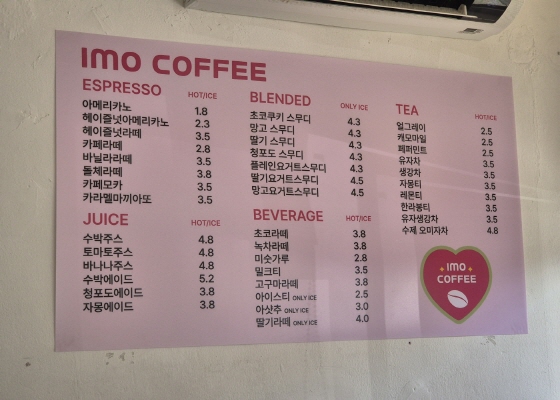 IMO COFFEE
ESPRESSO HOT/ICE
아메리카노 1.8
헤이즐넛아메리카노 2.3
헤이즐넛라떼 3.5
카페라떼 2.8
바닐라라떼 3.5
돌체라떼 3.8
카페모카 3.5
카라멜마끼아또 3.5
JUICE HOT/ICE
수박주스 4.8
토마토주스 4.8
바나나주스 4.8
수박에이드 5.2
청포도에이드 3.8
자몽에이드 3.8
BLENDED ONLY ICE
초코쿠키 스무디 4.3
망고 스무디 4.3
딸기 스무디 4.3
청포도 스무디 4.3
플레인요거트스무디 4.3
딸기요거트스무디 4.5
망고요거트스무디 4.5
BEVERAGE HOT/ICE
초코라떼 3.8
녹차라떼 3.8
미숫가루 2.8
밀크티 3.5
고구마라떼 3.8
아이스티 ONLY ICE 2.5
아샷추 ONLY ICE 3.0
딸기라떼 ONLY ICE 4.0
TEA HOT/ICE
얼그레이 2.5
캐모마일 2.5
페퍼민트 2.5
유자차 3.5
생강차 3.5
자몽티 3.5
레몬티 3.5
한라봉티 3.5
유자생강차 3.5
수제 오미자차 4.8
IMO
COFFEE